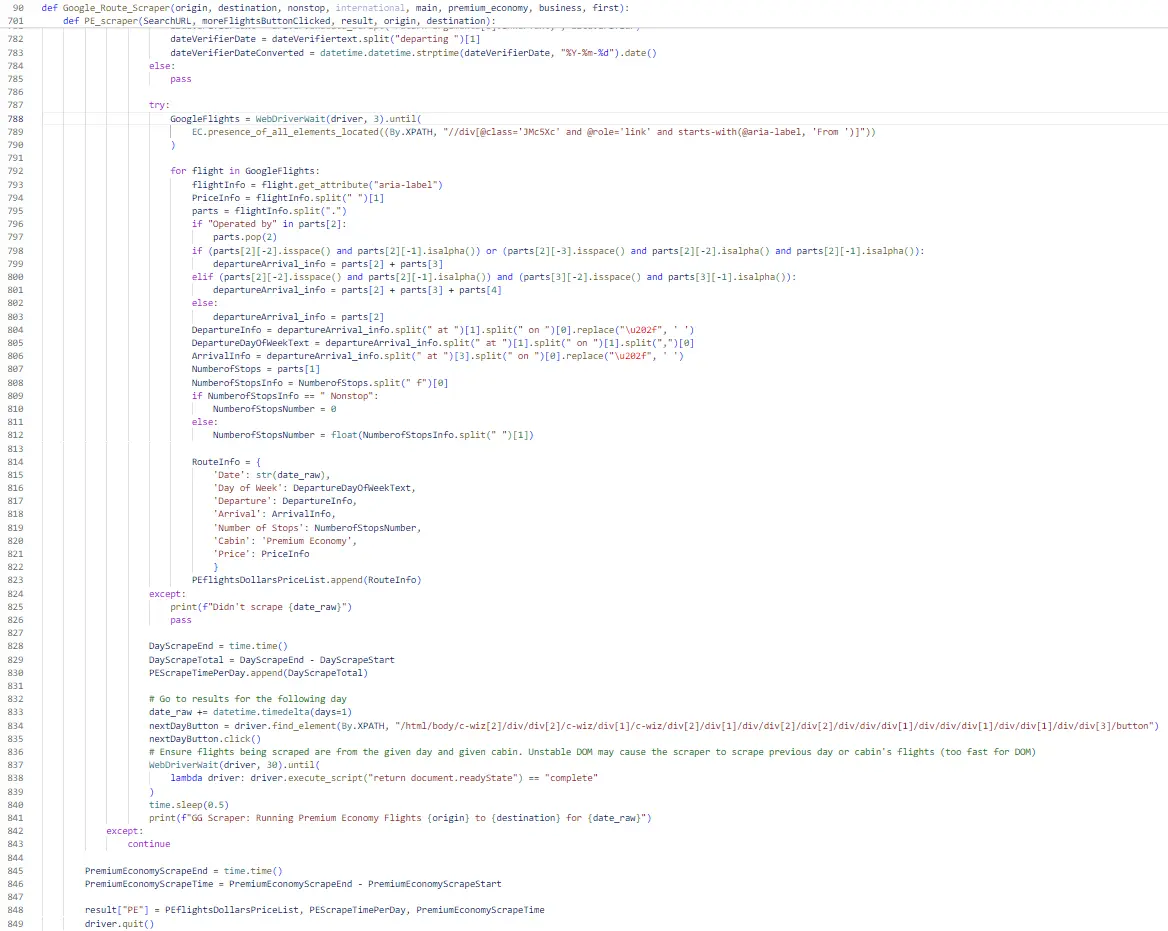 90 def Google_Route_Scraper(origin, destination, nonstop, international, main, premium_economy, business, first):
701 def PE_scraper(SearchURL, moreFlightsButtonClicked, result, origin, destination):
782 dateVerifierDate = dateVerifiertext.split("departing ")[1]
783 dateVerifierDateConverted = datetime.datetime.strptime(dateVerifierDate, "%Y-%m-%d").date()
784 else:
785 pass
786
787 try:
788 GoogleFlights = WebDriverWait(driver, 3).until(
789 EC.presence_of_all_elements_located((By.XPATH, "//div[@class='JMc5Xc' and @role='link' and starts-with(@aria-label, 'From ')]"))
790 )
791
792 for flight in GoogleFlights:
793 flightInfo = flight.get_attribute("aria-label")
794 PriceInfo = flightInfo.split(" ")[1]
795 parts = flightInfo.split(".")
796 if "Operated by" in parts[2]:
797 parts.pop(2)
798 if (parts[2][-2].isspace() and parts[2][-1].isalpha()) or (parts[2][-3].isspace() and parts[2][-2].isalpha() and parts[2][-1].isalpha()):
799 departureArrival_info = parts[2] + parts[3]
800 elif (parts[2][-2].isspace() and parts[2][-1].isalpha()) and (parts[3][-2].isspace() and parts[3][-1].isalpha()):
801 departureArrival_info = parts[2] + parts[3] + parts[4]
802 else:
803 departureArrival_info = parts[2]
804 DepartureInfo = departureArrival_info.split(" at ")[1].split(" on ")[0].replace("\u202f", ' ')
805 DepartureDayOfWeekText = departureArrival_info.split(" at ")[1].split(" on ")[1].split(",")[0]
806 ArrivalInfo = departureArrival_info.split(" at ")[3].split(" on ")[0].replace("\u202f", ' ')
807 NumberofStops = parts[1]
808 NumberofStopsInfo = NumberofStops.split(" f")[0]
809 if NumberofStopsInfo == " Nonstop":
810 NumberofStopsNumber = 0
811 else:
812 NumberofStopsNumber = float(NumberofStopsInfo.split(" ")[1])
813
814 RouteInfo = {
815 'Date': str(date_raw),
816 'Day of Week': DepartureDayOfWeekText,
817 'Departure': DepartureInfo,
818 'Arrival': ArrivalInfo,
819 'Number of Stops': NumberofStopsNumber,
820 'Cabin': 'Premium Economy',
821 'Price': PriceInfo
822 }
823 PEflightsDollarsPriceList.append(RouteInfo)
824 except:
825 print(f"Didn't scrape {date_raw}")
826 pass
827
828 DayScrapeEnd = time.time()
829 DayScrapeTotal = DayScrapeEnd - DayScrapeStart
830 PEScrapeTimePerDay.append(DayScrapeTotal)
831
832 # Go to results for the following day
833 date_raw += datetime.timedelta(days=1)
834 nextDayButton = driver.find_element(By.XPATH, "/html/body/c-wiz[2]/div/div[2]/c-wiz/div[1]/c-wiz/div[2]/div[1]/div/div[2]/div[2]/div/div/div[1]/div/div/div[1]/div/div[1]/div/div[3]/button")
835 nextDayButton.click()
836 # Ensure flights being scraped are from the given day and given cabin. Unstable DOM may cause the scraper to scrape previous day or cabin's flights (too fast for DOM)
837 WebDriverWait(driver, 30).until(
838 lambda driver: driver.execute_script("return document.readyState") == "complete"
839 )
840 time.sleep(0.5)
841 print(f"GG Scraper: Running Premium Economy Flights {origin} to {destination} for {date_raw}")
842 except:
843 continue
844
845 PremiumEconomyScrapeEnd = time.time()
846 PremiumEconomyScrapeTime = PremiumEconomyScrapeEnd - PremiumEconomyScrapeStart
847
848 result["PE"] = PEflightsDollarsPriceList, PEScrapeTimePerDay, PremiumEconomyScrapeTime
849 driver.quit()